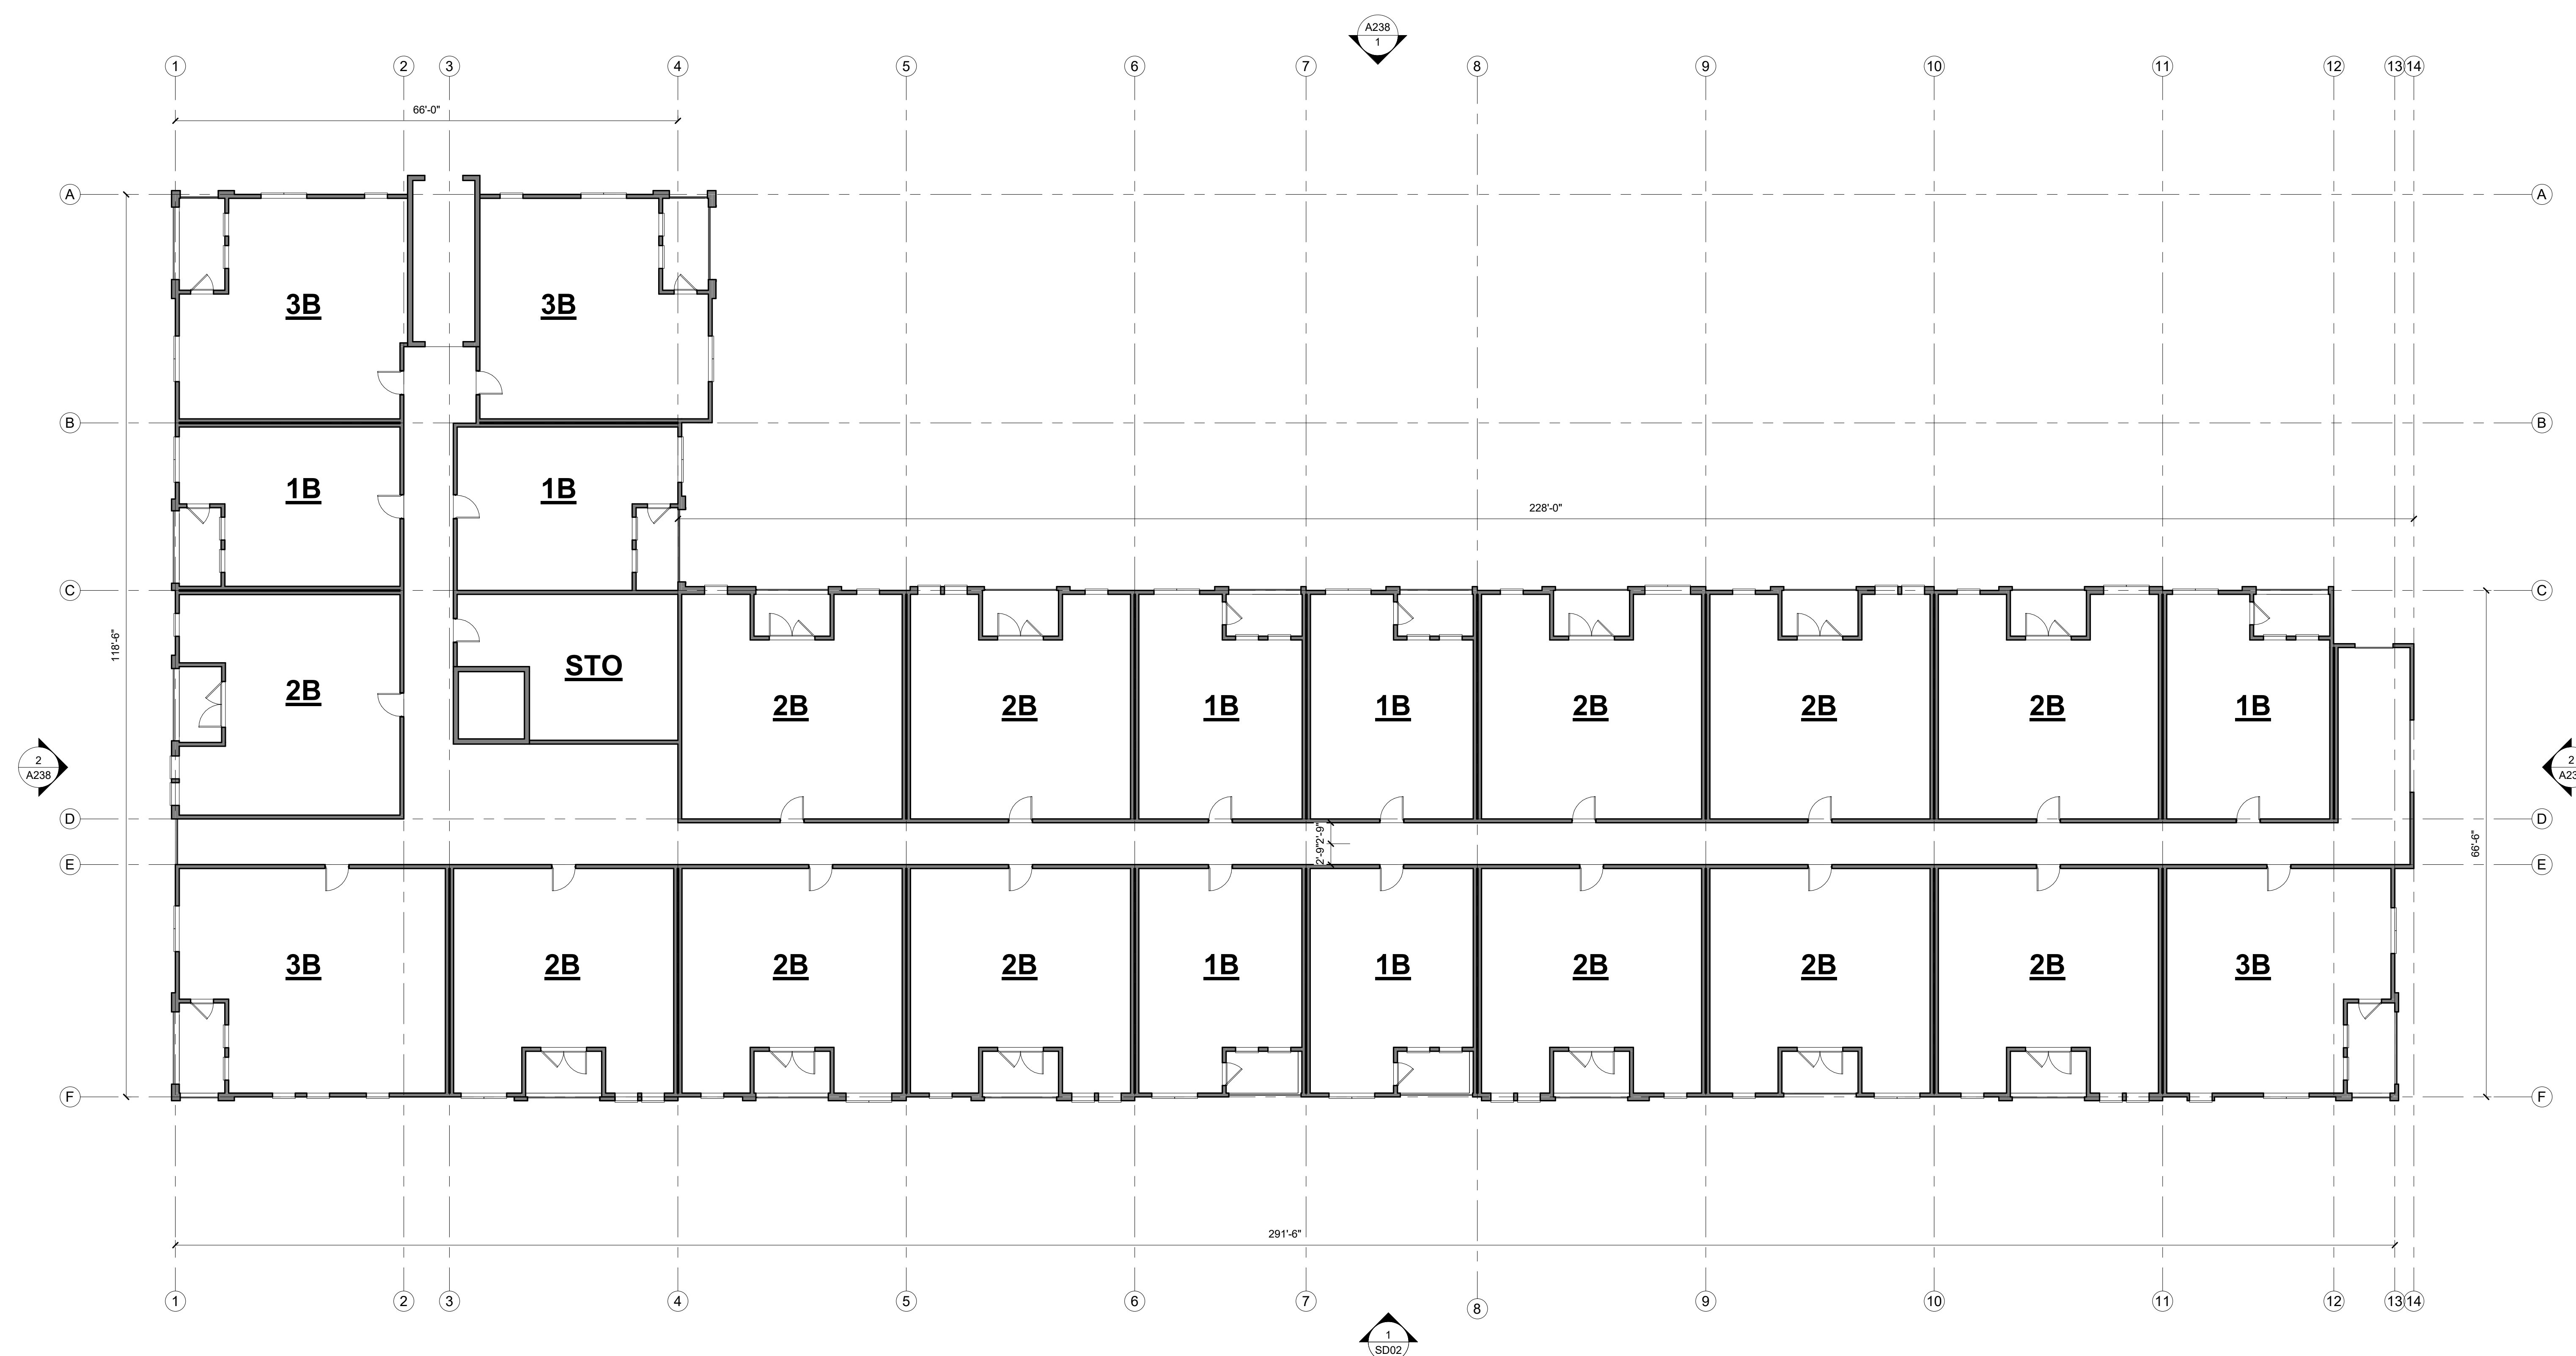 A238
1
1 2 3 4 5 6 7 8 9 10 11 12 13 14
66'-0"
A A
3B 3B
B B
1B 1B
228'-0"
C C
118'-6"
STO
2B 2B 2B 1B 1B 2B 2B 2B 1B
2
A238
2
D D
2'-9" 2'-9"
66'-6"
E E
3B 2B 2B 2B 1B 1B 2B 2B 2B 3B
F F
291'-6"
1 2 3 4 5 6 7 8 9 10 11 12 13 14
1
SD02